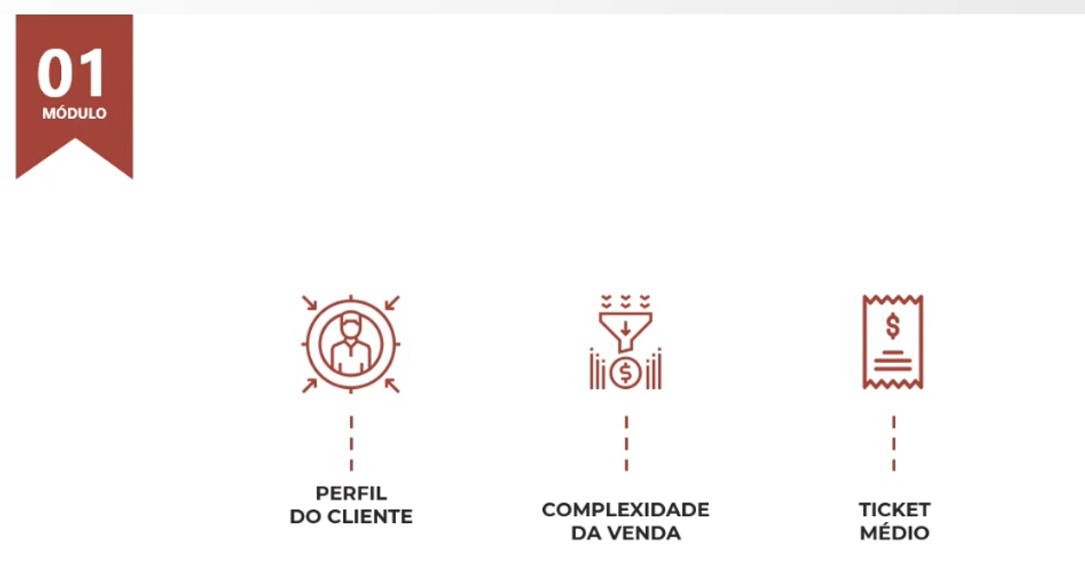 01
MÓDULO
PERFIL
DO CLIENTE
COMPLEXIDADE
DA VENDA
$
TICKET
MÉDIO
$